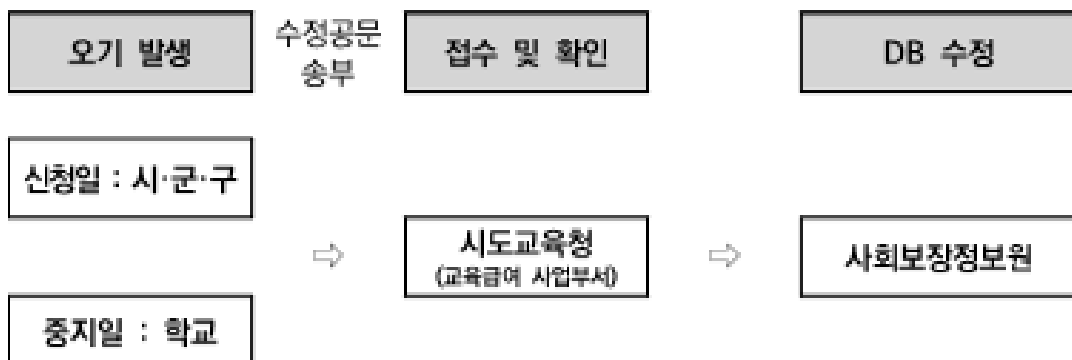 오기 발생
수정공문
송부
접수 및 확인
DB 수정
신청일 : 시·군·구
중지일 : 학교
⇨
시도교육청
(교육급여 사업부서)
⇨
사회보장정보원